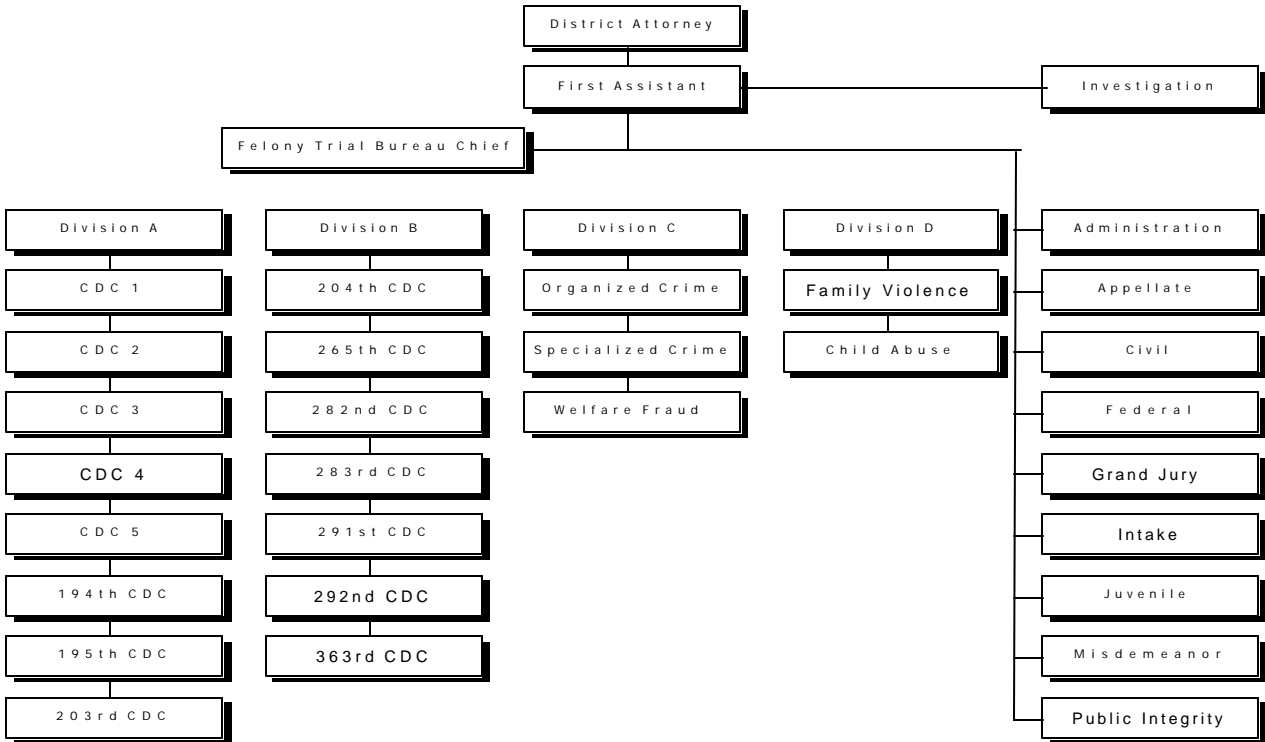 District Attorney
First Assistant
Investigation
Felony Trial Bureau Chief
Division A
CDC 1
CDC 2
CDC 3
CDC 4
CDC 5
194th CDC
195th CDC
203rd CDC
Division B
204th CDC
265th CDC
282nd CDC
283rd CDC
291st CDC
292nd CDC
363rd CDC
Division C
Organized Crime
Specialized Crime
Welfare Fraud
Division D
Family Violence
Child Abuse
Administration
Appellate
Civil
Federal
Grand Jury
Intake
Juvenile
Misdemeanor
Public Integrity